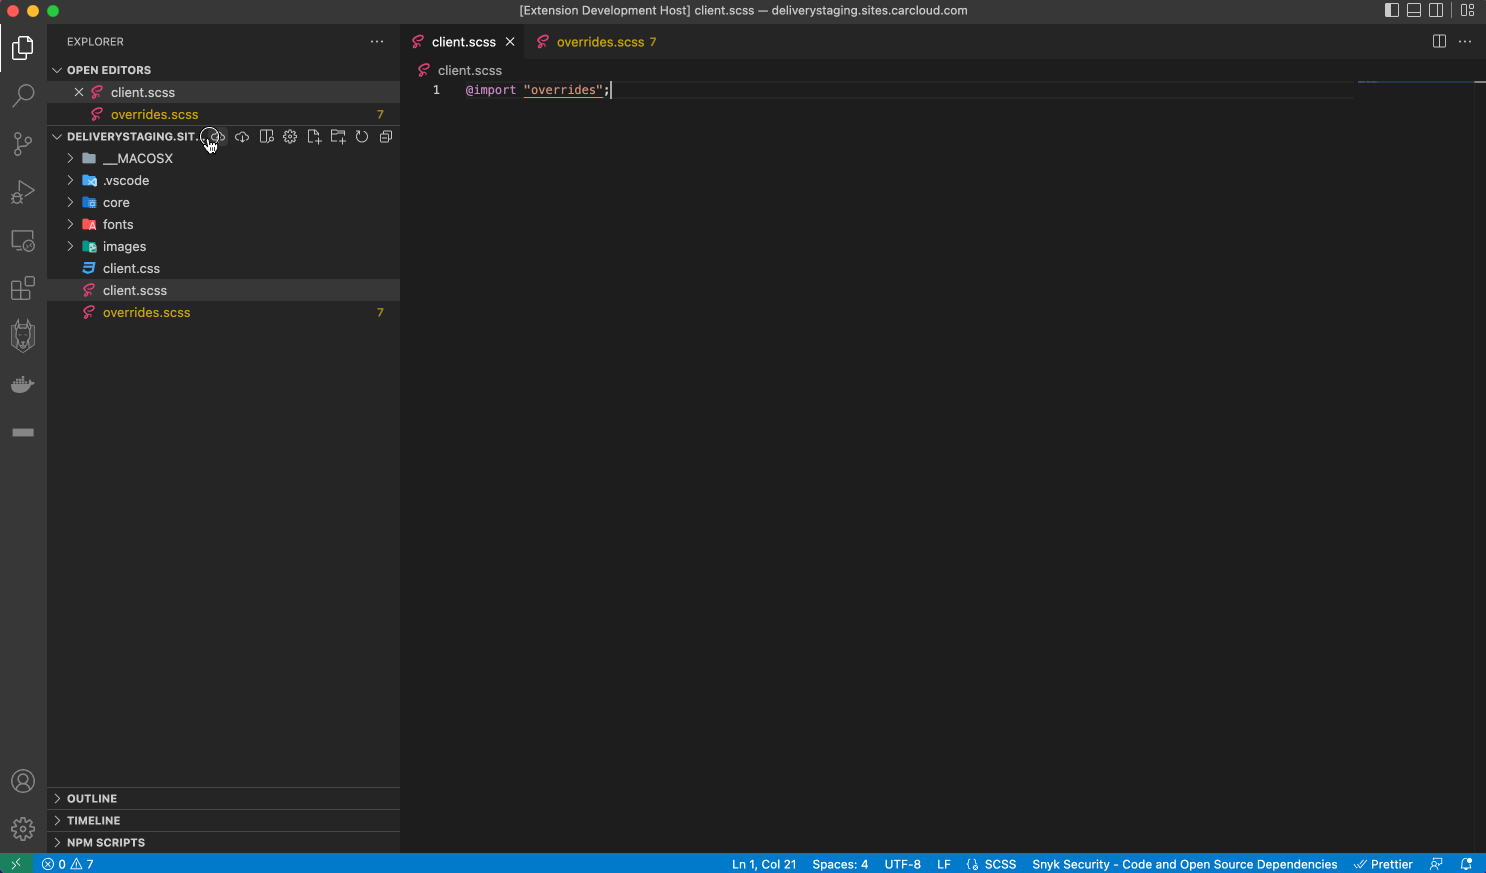 [Extension Development Host] client.scss — deliverystaging.sites.carcloud.com
EXPLORER
OPEN EDITORS
client.scss
overrides.scss 7
DELIVERYSTAGING.SIT...
__MACOSX
.vscode
core
fonts
images
client.css
client.scss
overrides.scss 7
OUTLINE
TIMELINE
NPM SCRIPTS
client.scss
overrides.scss 7
client.scss
1 @import "overrides";
0 7
Ln 1, Col 21 Spaces: 4 UTF-8 LF SCSS Snyk Security - Code and Open Source Dependencies Prettier